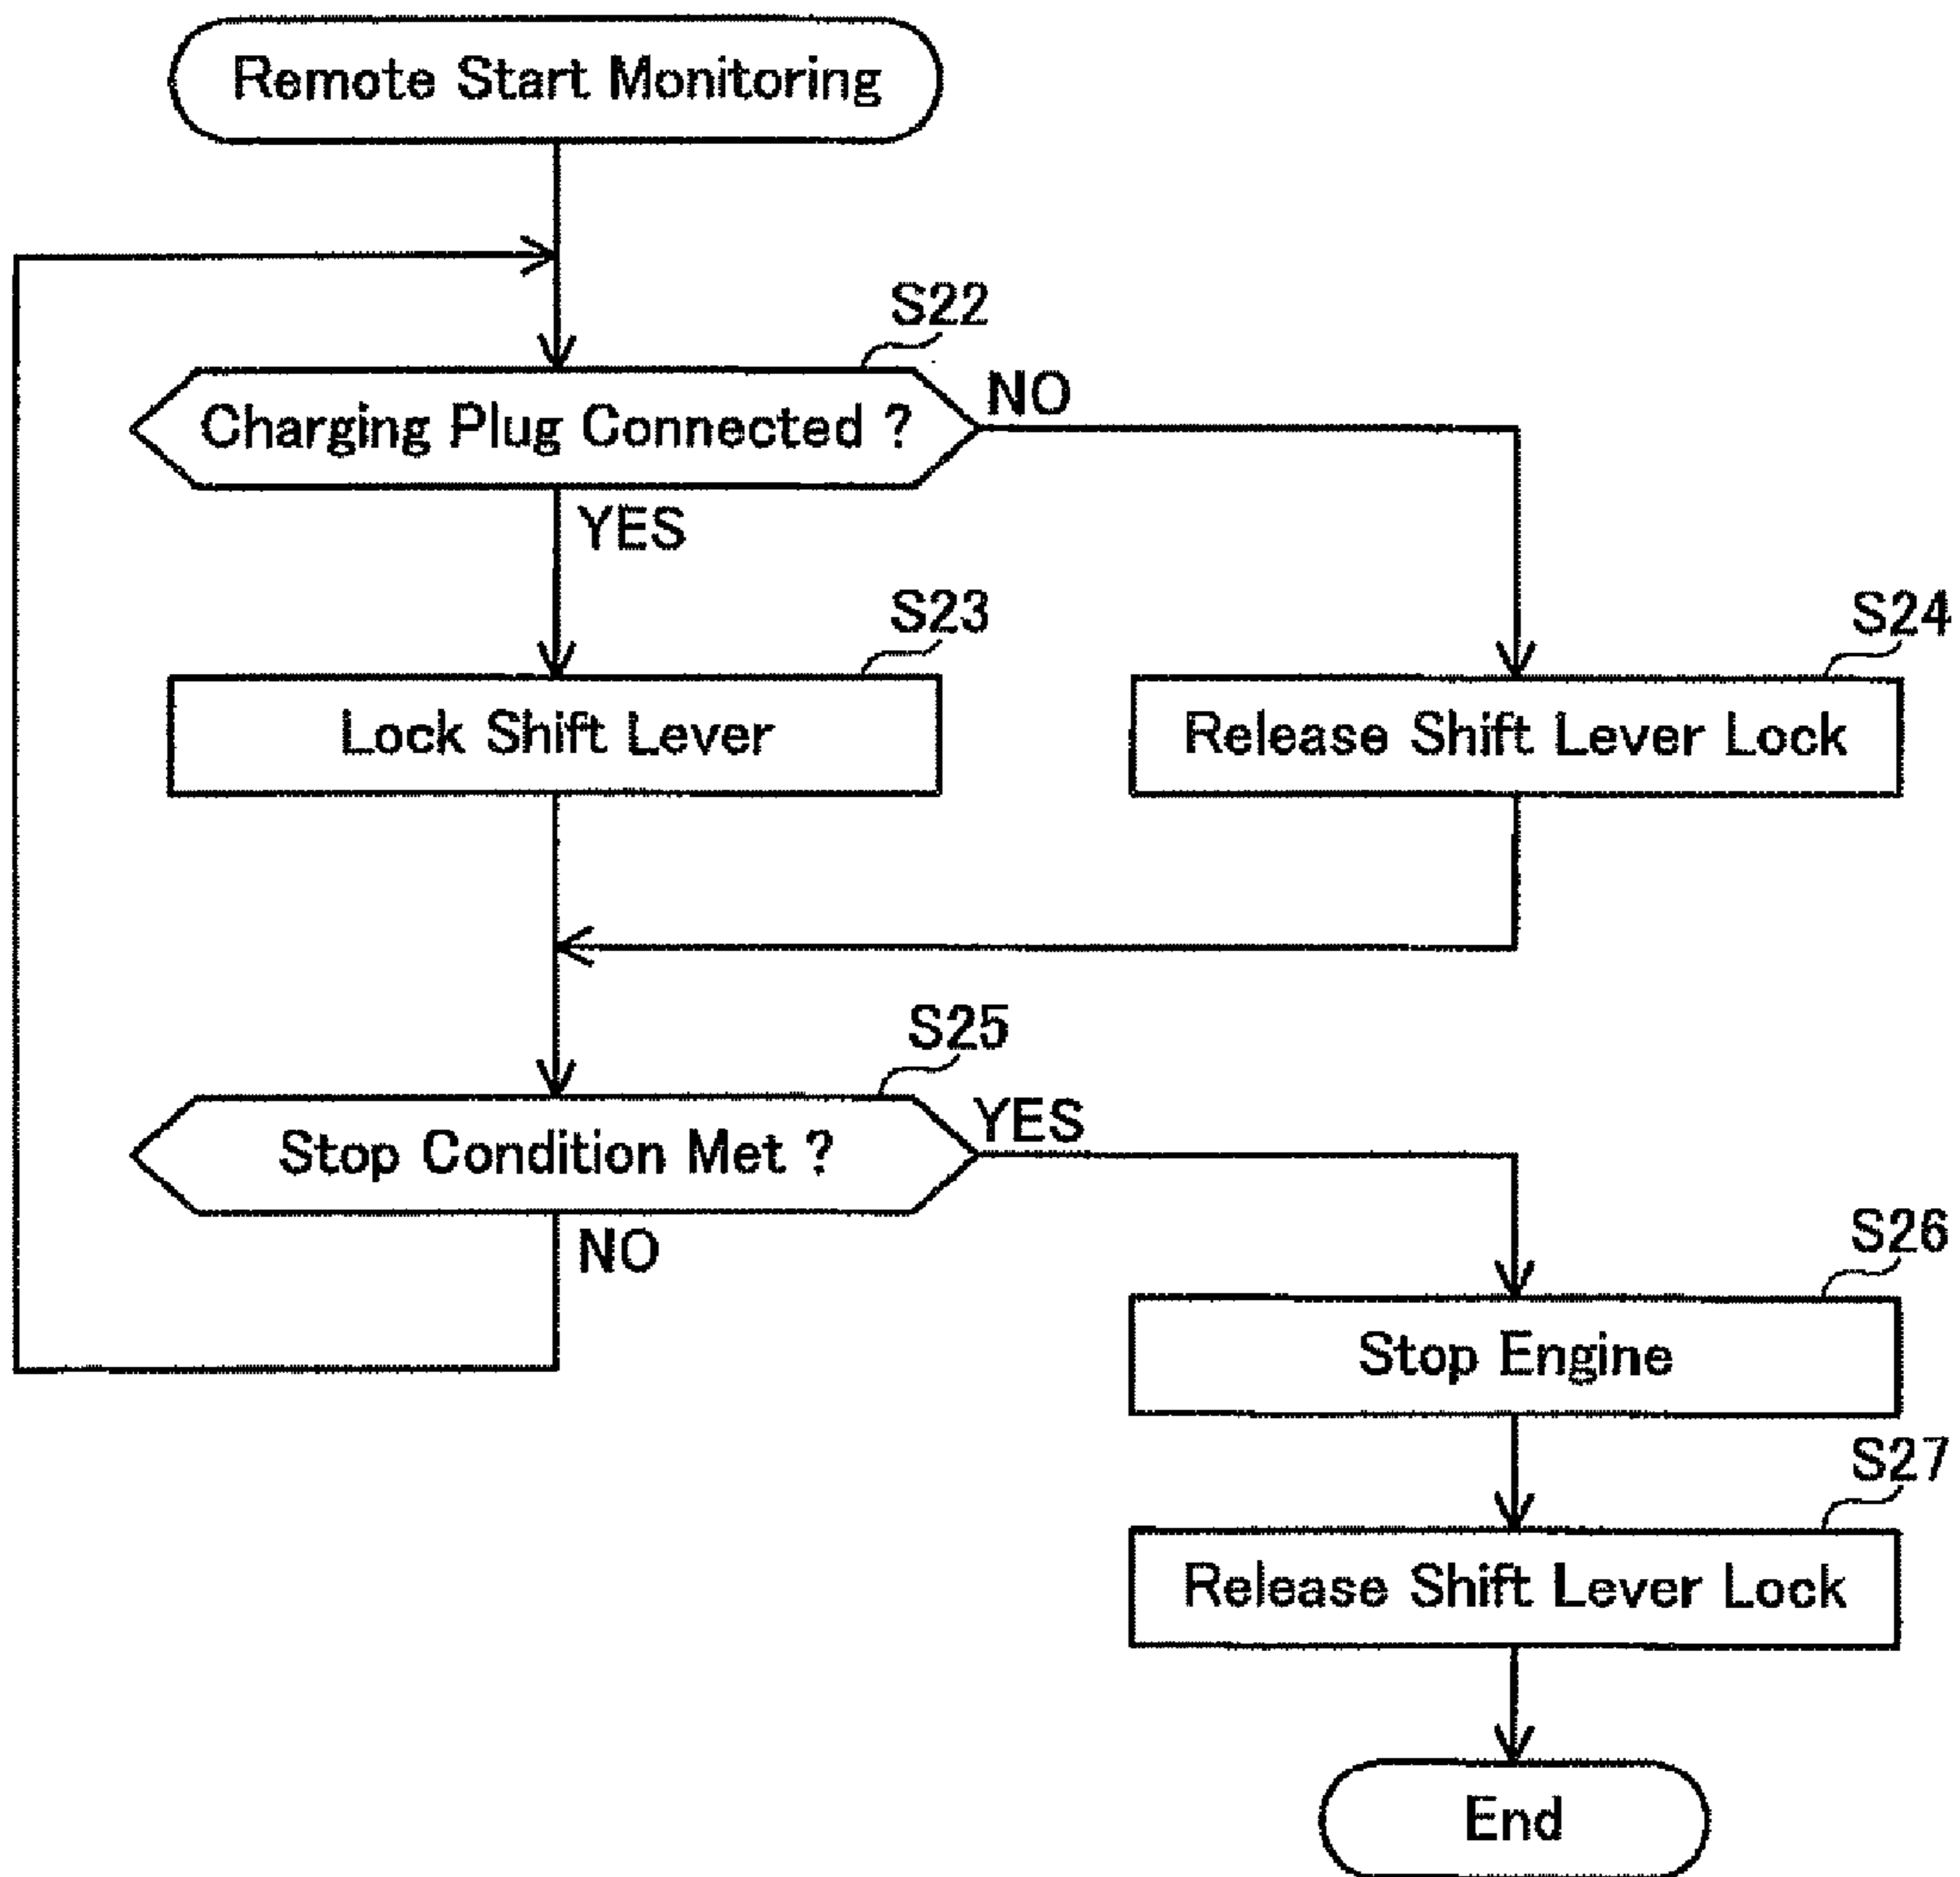 Remote Start Monitoring
S22
Charging Plug Connected ?
NO
YES
S23
Lock Shift Lever
S24
Release Shift Lever Lock
S25
Stop Condition Met ?
YES
NO
S26
Stop Engine
S27
Release Shift Lever Lock
End